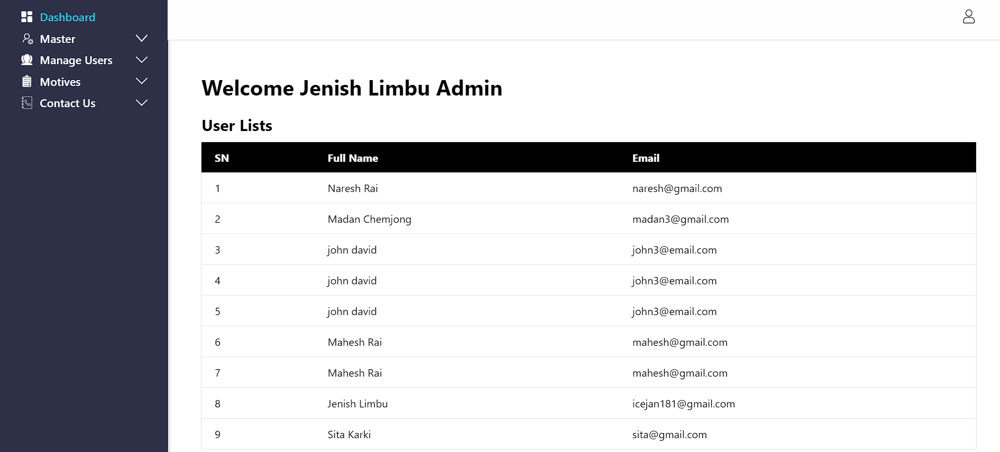 Dashboard
Master
Manage Users
Motives
Contact Us
Welcome Jenish Limbu Admin
User Lists
SN Full Name Email
1 Naresh Rai naresh@gmail.com
2 Madan Chemjong madan3@gmail.com
3 john david john3@email.com
4 john david john3@email.com
5 john david john3@email.com
6 Mahesh Rai mahesh@gmail.com
7 Mahesh Rai mahesh@gmail.com
8 Jenish Limbu icejan181@gmail.com
9 Sita Karki sita@gmail.com